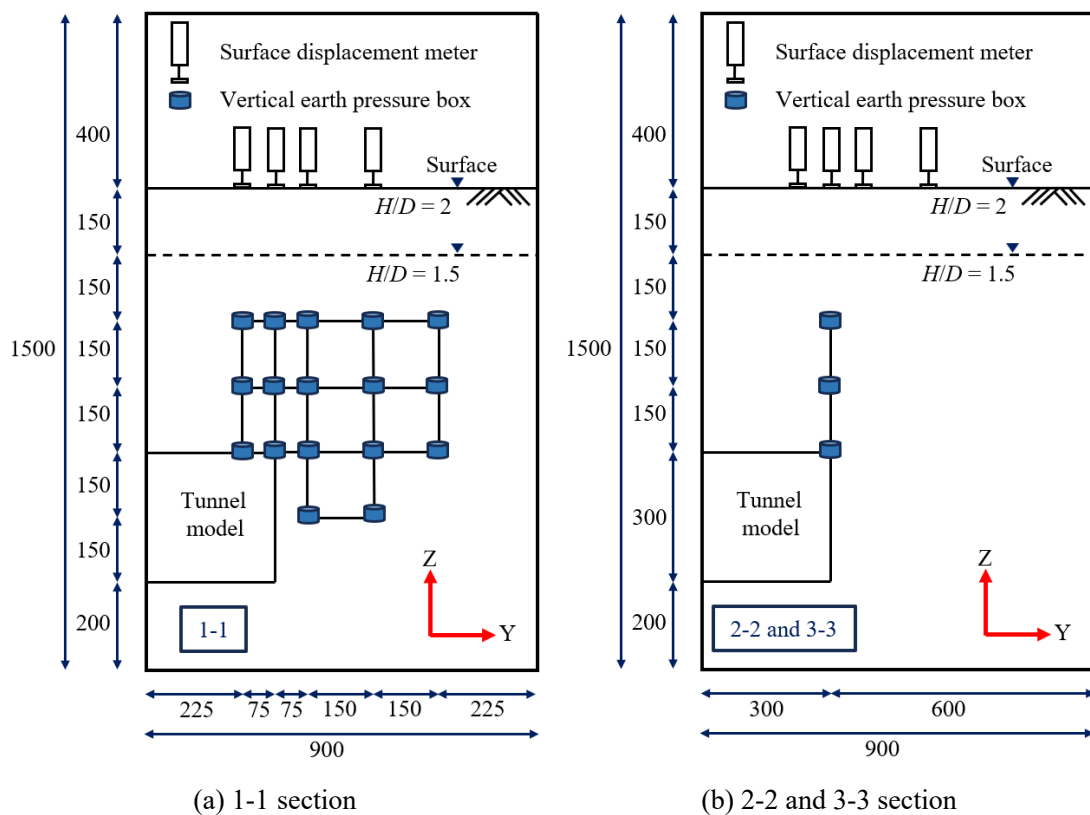 Surface displacement meter
Vertical earth pressure box
400
Surface
150
H/D = 2
150
H/D = 1.5
1500
150
150
150
Tunnel
model
150
Z
200
1-1
Y
225
75
75
150
150
225
900
(a) 1-1 section
Surface displacement meter
Vertical earth pressure box
400
Surface
150
H/D = 2
150
H/D = 1.5
1500
150
150
Tunnel
model
300
Z
200
2-2 and 3-3
Y
300
600
900
(b) 2-2 and 3-3 section